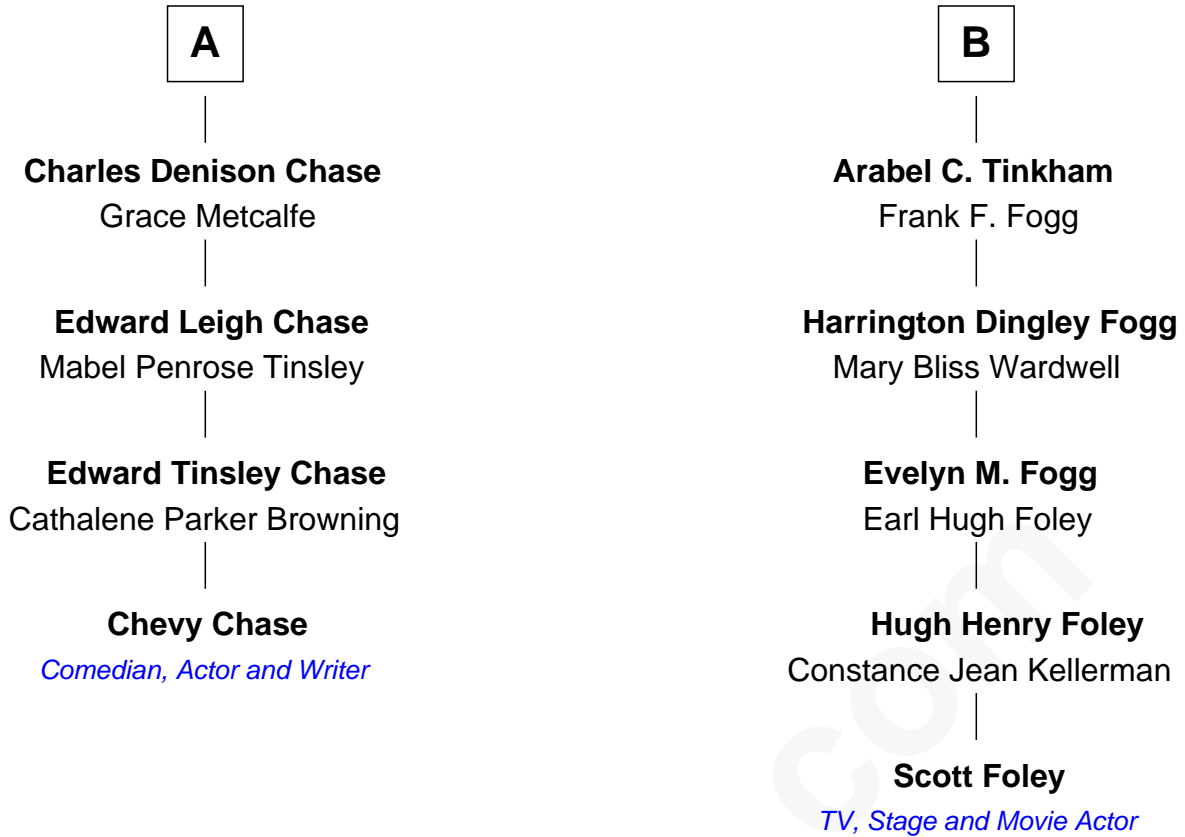 A
Charles Denison Chase
Grace Metcalfe
Edward Leigh Chase
Mabel Penrose Tinsley
Edward Tinsley Chase
Cathalene Parker Browning
Chevy Chase
Comedian, Actor and Writer
B
Arabel C. Tinkham
Frank F. Fogg
Harrington Dingley Fogg
Mary Bliss Wardwell
Evelyn M. Fogg
Earl Hugh Foley
Hugh Henry Foley
Constance Jean Kellerman
Scott Foley
TV, Stage and Movie Actor
com